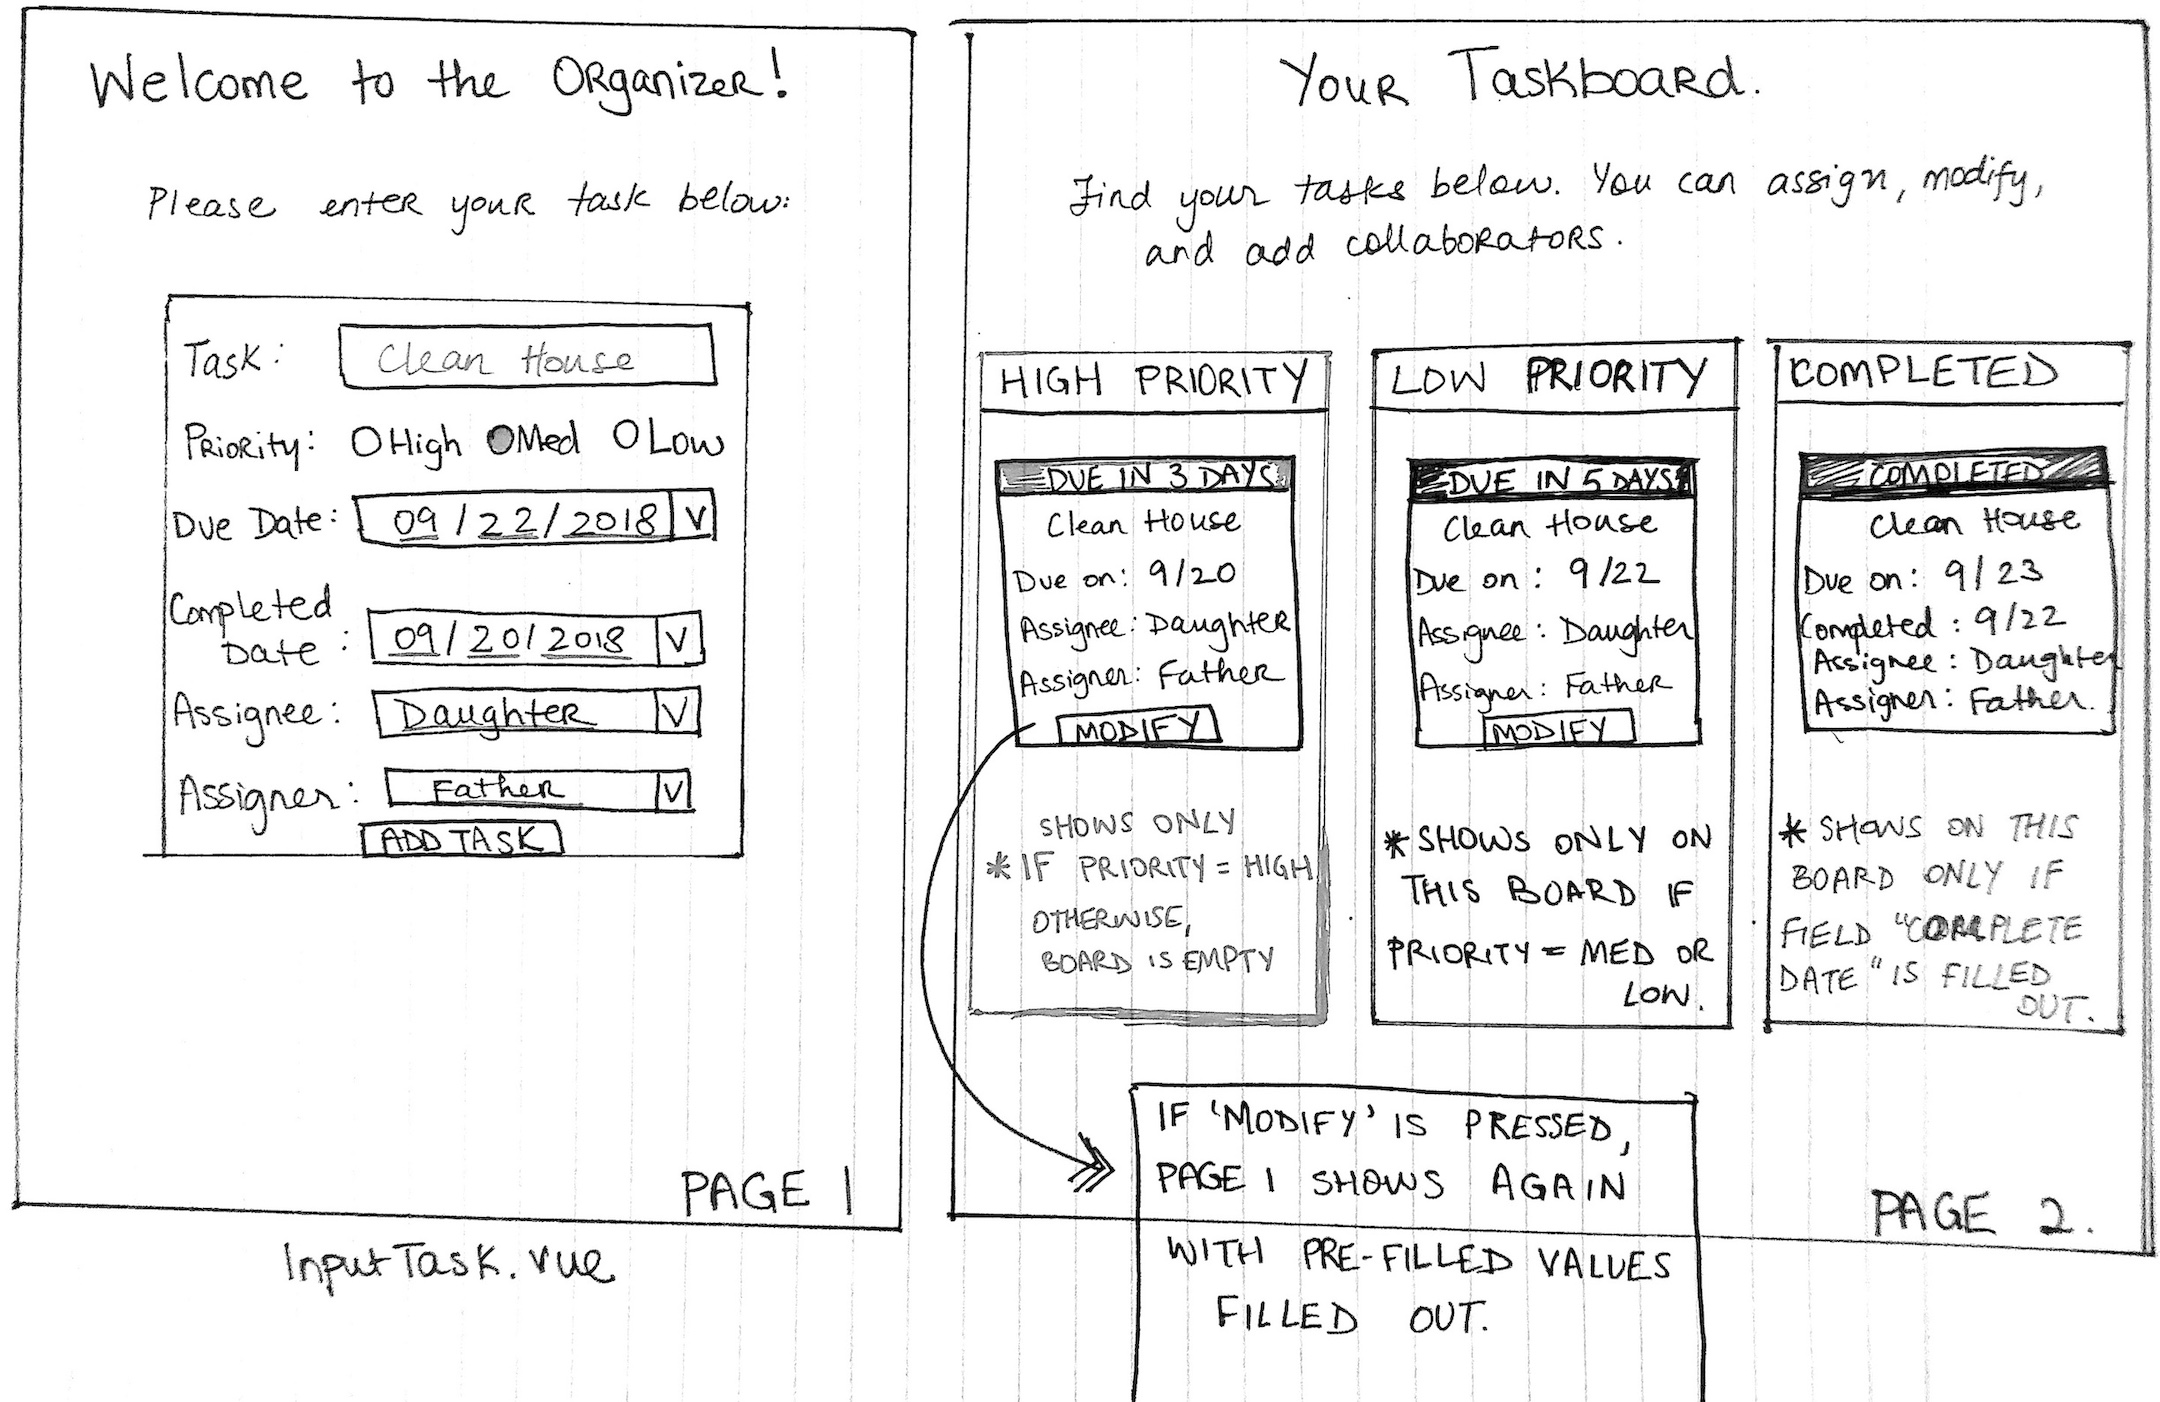 Welcome to the Organizer!
Please enter your task below:
Task: Clean House
Priority: High Med Low
Due Date: 09/22/2018 V
Completed
Date : 09/20/2018 V
Assignee: Daughter V
Assigner: Father V
ADD TASK
PAGE 1
InputTask.vue
Your Taskboard.
Find your tasks below. You can assign, modify,
and add collaborators.
HIGH PRIORITY
DUE IN 3 DAYS
Clean House
Due on: 9/20
Assignee: Daughter
Assigner: Father
MODIFY
SHOWS ONLY
* IF PRIORITY = HIGH
OTHERWISE,
BOARD IS EMPTY
LOW PRIORITY
DUE IN 5 DAYS
Clean House
Due on: 9/22
Assignee: Daughter
Assigner: Father
MODIFY
* SHOWS ONLY ON
THIS BOARD IF
PRIORITY = MED OR
LOW.
COMPLETED
COMPLETED
Clean House
Due on: 9/23
Completed: 9/22
Assignee: Daughter
Assigner: Father.
* SHOWS ON THIS
BOARD ONLY IF
FIELD "COMPLETE
DATE" IS FILLED
OUT.
IF 'MODIFY' IS PRESSED,
PAGE 1 SHOWS AGAIN
WITH PRE-FILLED VALUES
FILLED OUT.
PAGE 2.